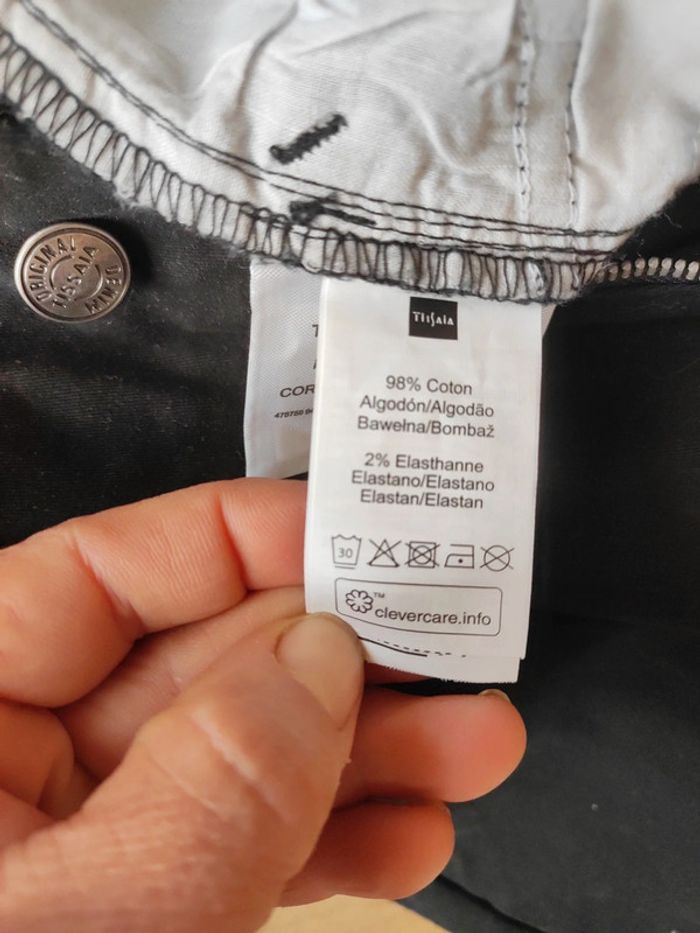 ORIGINAL
TISSAIA
DENIM
TISSAIA
98% Coton
Algodón/Algodão
Bawełna/Bombaž
2% Elasthanne
Elastano/Elastano
Elastan/Elastan
30
™
clevercare.info